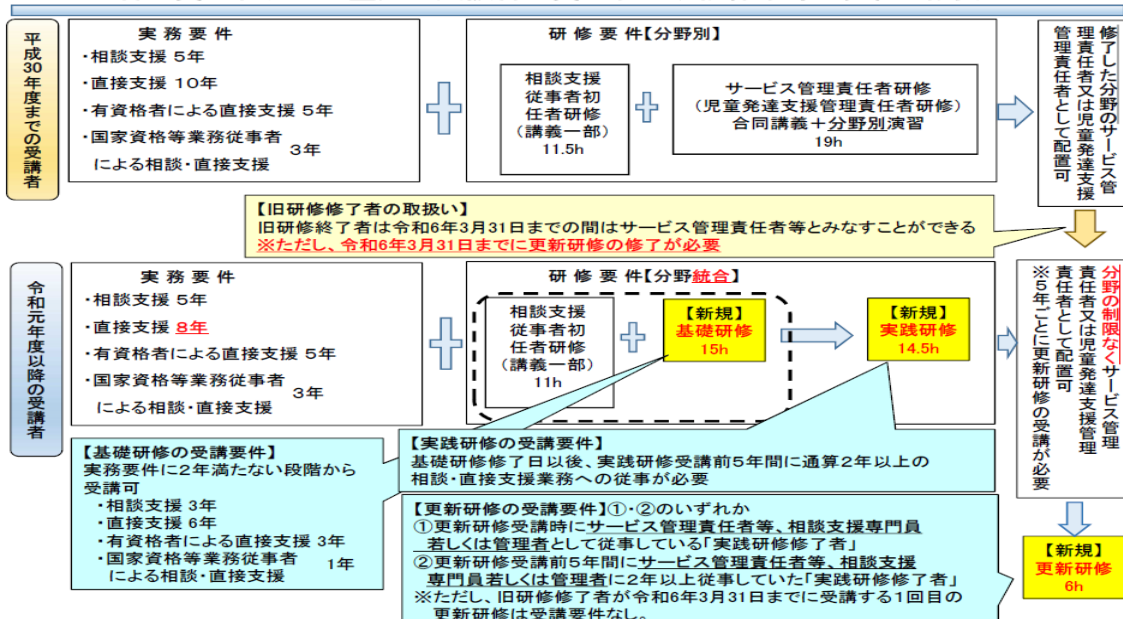 平成30年度までの受講者
実 務 要 件
・相談支援 5年
・直接支援 10年
・有資格者による直接支援 5年
・国家資格等業務従事者
による相談・直接支援
3年
研 修 要 件【分野別】
相談支援
従事者初
任者研修
(講義一部)
11.5h
サービス管理責任者研修
(児童発達支援管理責任者研修)
合同講義+分野別演習
19h
修了した分野のサービス管
理責任者又は児童発達支援
管理責任者として配置可
【旧研修修了者の取扱い】
旧研修終了者は令和6年3月31日までの間はサービス管理責任者等とみなすことができる
※ただし、令和6年3月31日までに更新研修の修了が必要
令和元年度以降の受講者
実 務 要 件
・相談支援 5年
・直接支援 8年
・有資格者による直接支援 5年
・国家資格等業務従事者
による相談・直接支援
3年
研 修 要 件【分野統合】
相談支援
従事者初
任者研修
(講義一部)
11h
【新規】
基礎研修
15h
【新規】
実践研修
14.5h
分野の制限なくサービス管理
責任者又は児童発達支援管理
責任者として配置可
※5年ごとに更新研修の受講が必要
【基礎研修の受講要件】
実務要件に2年満たない段階から
受講可
・相談支援 3年
・直接支援 6年
・有資格者による直接支援 3年
・国家資格等業務従事者
による相談・直接支援
1年
【実践研修の受講要件】
基礎研修修了日以後、実践研修受講前5年間に通算2年以上の
相談・直接支援業務への従事が必要
【更新研修の受講要件】①・②のいずれか
①更新研修受講時にサービス管理責任者等、相談支援専門員
若しくは管理者として従事している「実践研修修了者」
②更新研修受講前5年間にサービス管理責任者等、相談支援
専門員若しくは管理者に2年以上従事していた「実践研修修了者」
※ただし、旧研修修了者が令和6年3月31日までに受講する1回目の
更新研修は受講要件なし。
【新規】
更新研修
6h